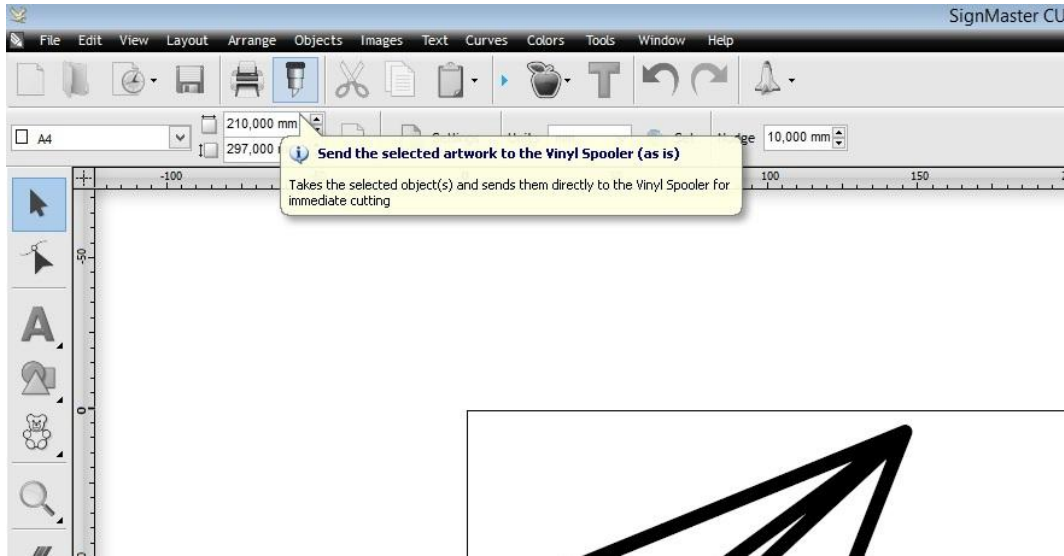 SignMaster CU
File Edit View Layout Arrange Objects Images Text Curves Colors Tools Window Help
A4
210,000 mm
297,000
10,000 mm
Send the selected artwork to the Vinyl Spooler (as is)
Takes the selected object(s) and sends them directly to the Vinyl Spooler for
immediate cutting
-100 100 150
-50
0